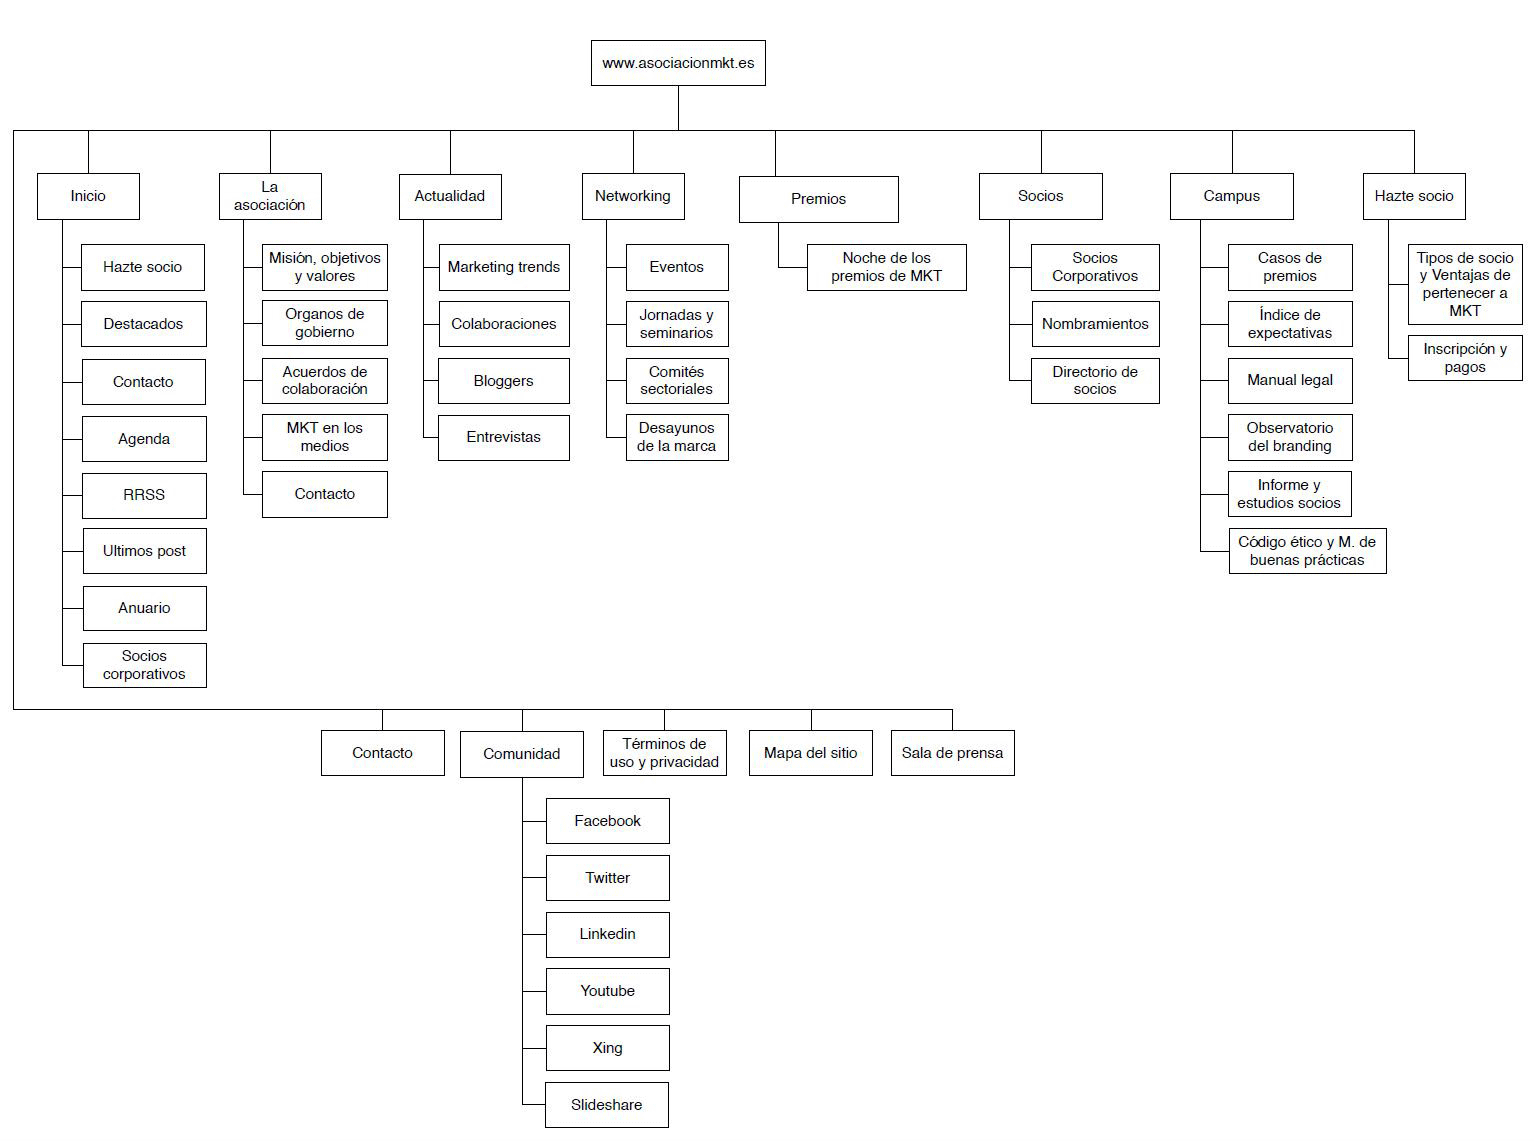 www.asociacionmkt.es
Inicio
Hazte socio
Destacados
Contacto
Agenda
RRSS
Ultimos post
Anuario
Socios
corporativos
La
asociación
Misión, objetivos
y valores
Organos de
gobierno
Acuerdos de
colaboración
MKT en los
medios
Contacto
Actualidad
Marketing trends
Colaboraciones
Bloggers
Entrevistas
Networking
Eventos
Jornadas y
seminarios
Comités
sectoriales
Desayunos
de la marca
Premios
Noche de los
premios de MKT
Socios
Socios
Corporativos
Nombramientos
Directorio de
socios
Campus
Casos de
premios
Índice de
expectativas
Manual legal
Observatorio
del branding
Informe y
estudios socios
Código ético y M. de
buenas prácticas
Hazte socio
Tipos de socio
y Ventajas de
pertenecer a
MKT
Inscripción y
pagos
Contacto
Comunidad
Facebook
Twitter
Linkedin
Youtube
Xing
Slideshare
Términos de
uso y privacidad
Mapa del sitio
Sala de prensa